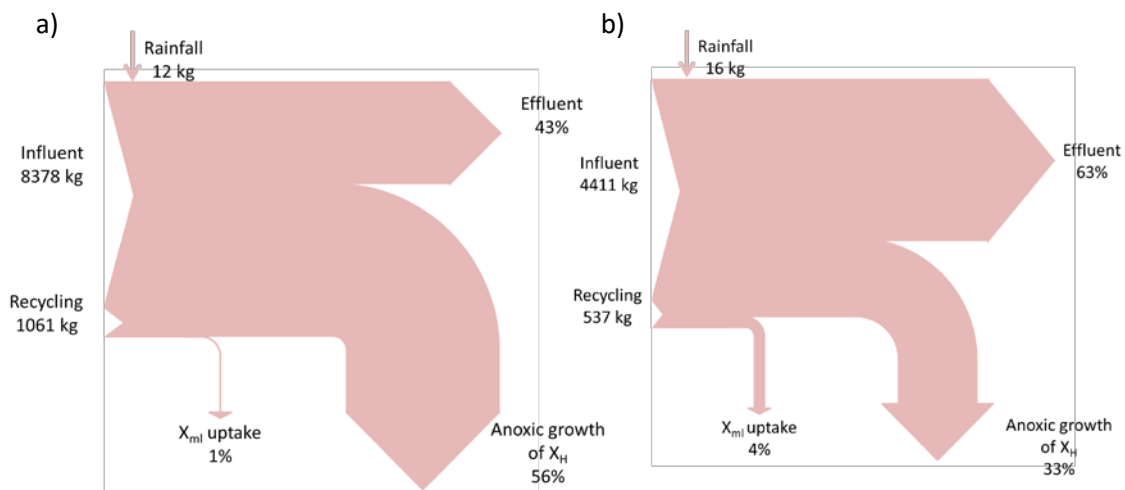 a)
Rainfall
12 kg
Effluent
43%
Influent
8378 kg
Recycling
1061 kg
Xml uptake
1%
Anoxic growth
of XH
56%
b)
Rainfall
16 kg
Effluent
63%
Influent
4411 kg
Recycling
537 kg
Xml uptake
4%
Anoxic growth
of XH
33%